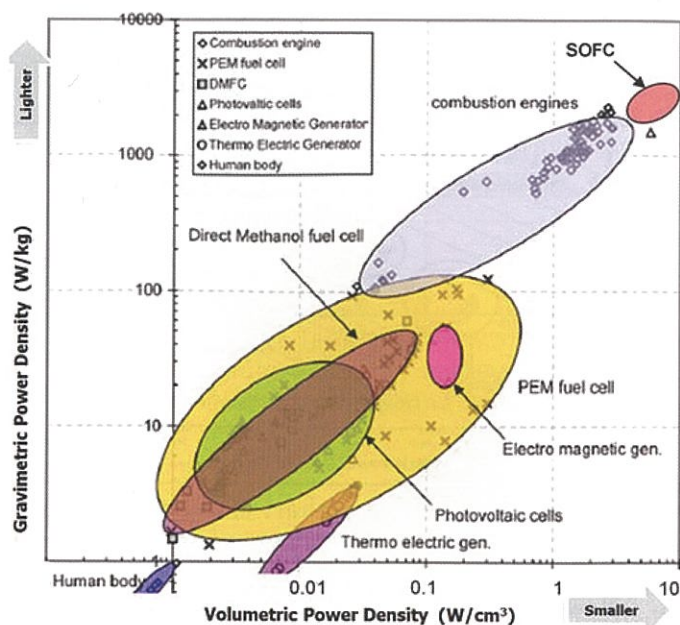 10000
1000
100
10
1
Lighter
Gravimetric Power Density (W/kg)
Combustion engine
PEM fuel cell
DMFC
Photovaltic cells
Electro Magnetic Generator
Thermo Electric Generator
Human body
SOFC
combustion engines
Direct Methanol fuel cell
PEM fuel cell
Electro magnetic gen.
Photovoltaic cells
Thermo electric gen.
Human body
1
0.01
0.1
1
10
Volumetric Power Density (W/cm³)
Smaller